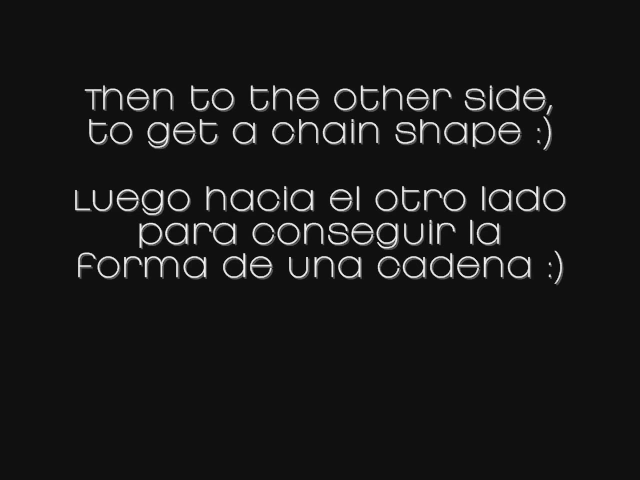 Then to the other side,
to get a chain shape :)
Luego hacia el otro lado
para conseguir la
forma de una cadena :)